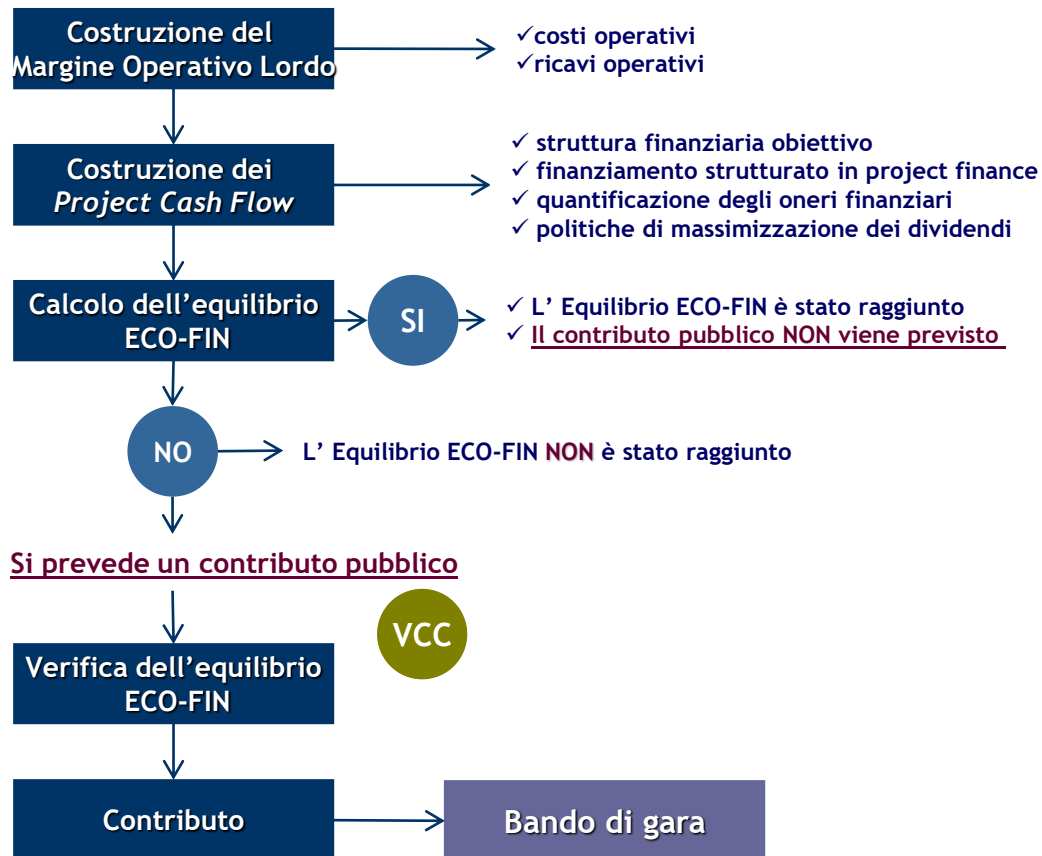 Costruzione del
Margine Operativo Lordo
✓costi operativi
✓ricavi operativi
Costruzione dei
Project Cash Flow
✓ struttura finanziaria obiettivo
✓ finanziamento strutturato in project finance
✓ quantificazione degli oneri finanziari
✓ politiche di massimizzazione dei dividendi
Calcolo dell’equilibrio
ECO-FIN
SI
✓ L’ Equilibrio ECO-FIN è stato raggiunto
✓ Il contributo pubblico NON viene previsto
NO
L’ Equilibrio ECO-FIN NON è stato raggiunto
Si prevede un contributo pubblico
VCC
Verifica dell’equilibrio
ECO-FIN
Contributo
Bando di gara